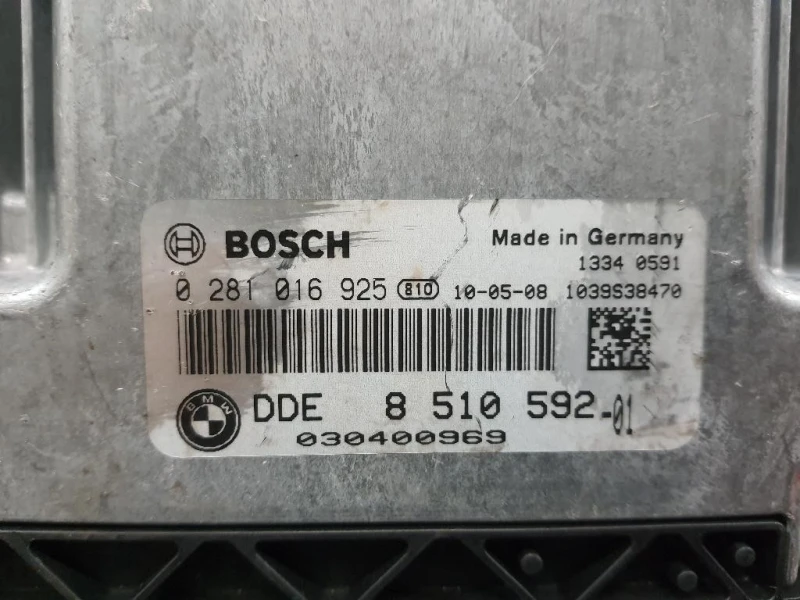 BOSCH Made in Germany
1334 0591
0 281 016 925 810 10-05-08 1039S38470
BMW DDE 8 510 592-01
030400969